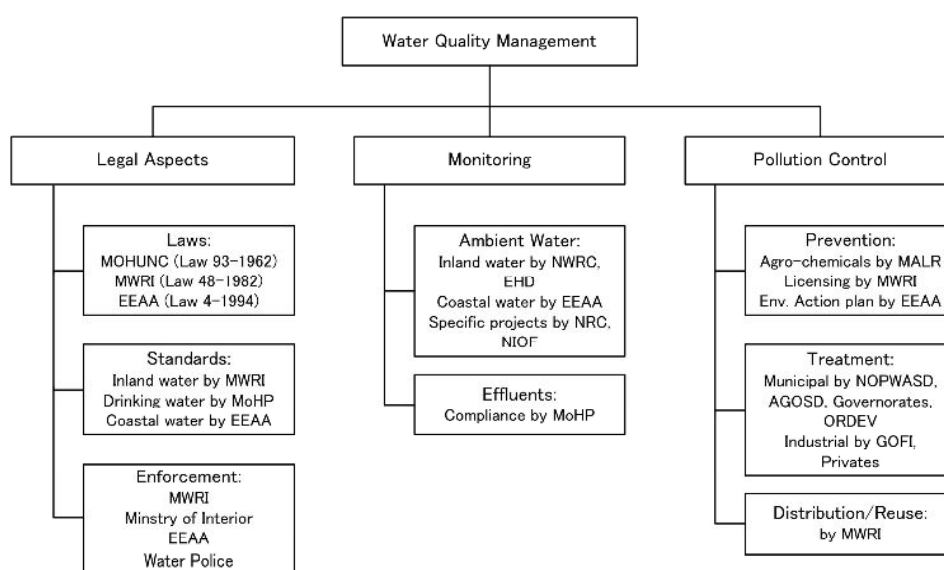 Water Quality Management
Legal Aspects
Laws:
MOHUNC (Law 93-1962)
MWRI (Law 48-1982)
EEAA (Law 4-1994)
Standards:
Inland water by MWRI
Drinking water by MoHP
Coastal water by EEAA
Enforcement:
MWRI
Minstry of Interior
EEAA
Water Police
Monitoring
Ambient Water:
Inland water by NWRC,
EHD
Coastal water by EEAA
Specific projects by NRC,
NIOF
Effluents:
Compliance by MoHP
Pollution Control
Prevention:
Agro-chemicals by MALR
Licensing by MWRI
Env. Action plan by EEAA
Treatment:
Municipal by NOPWASD,
AGOSD, Governorates,
ORDEV
Industrial by GOFI,
Privates
Distribution/Reuse:
by MWRI